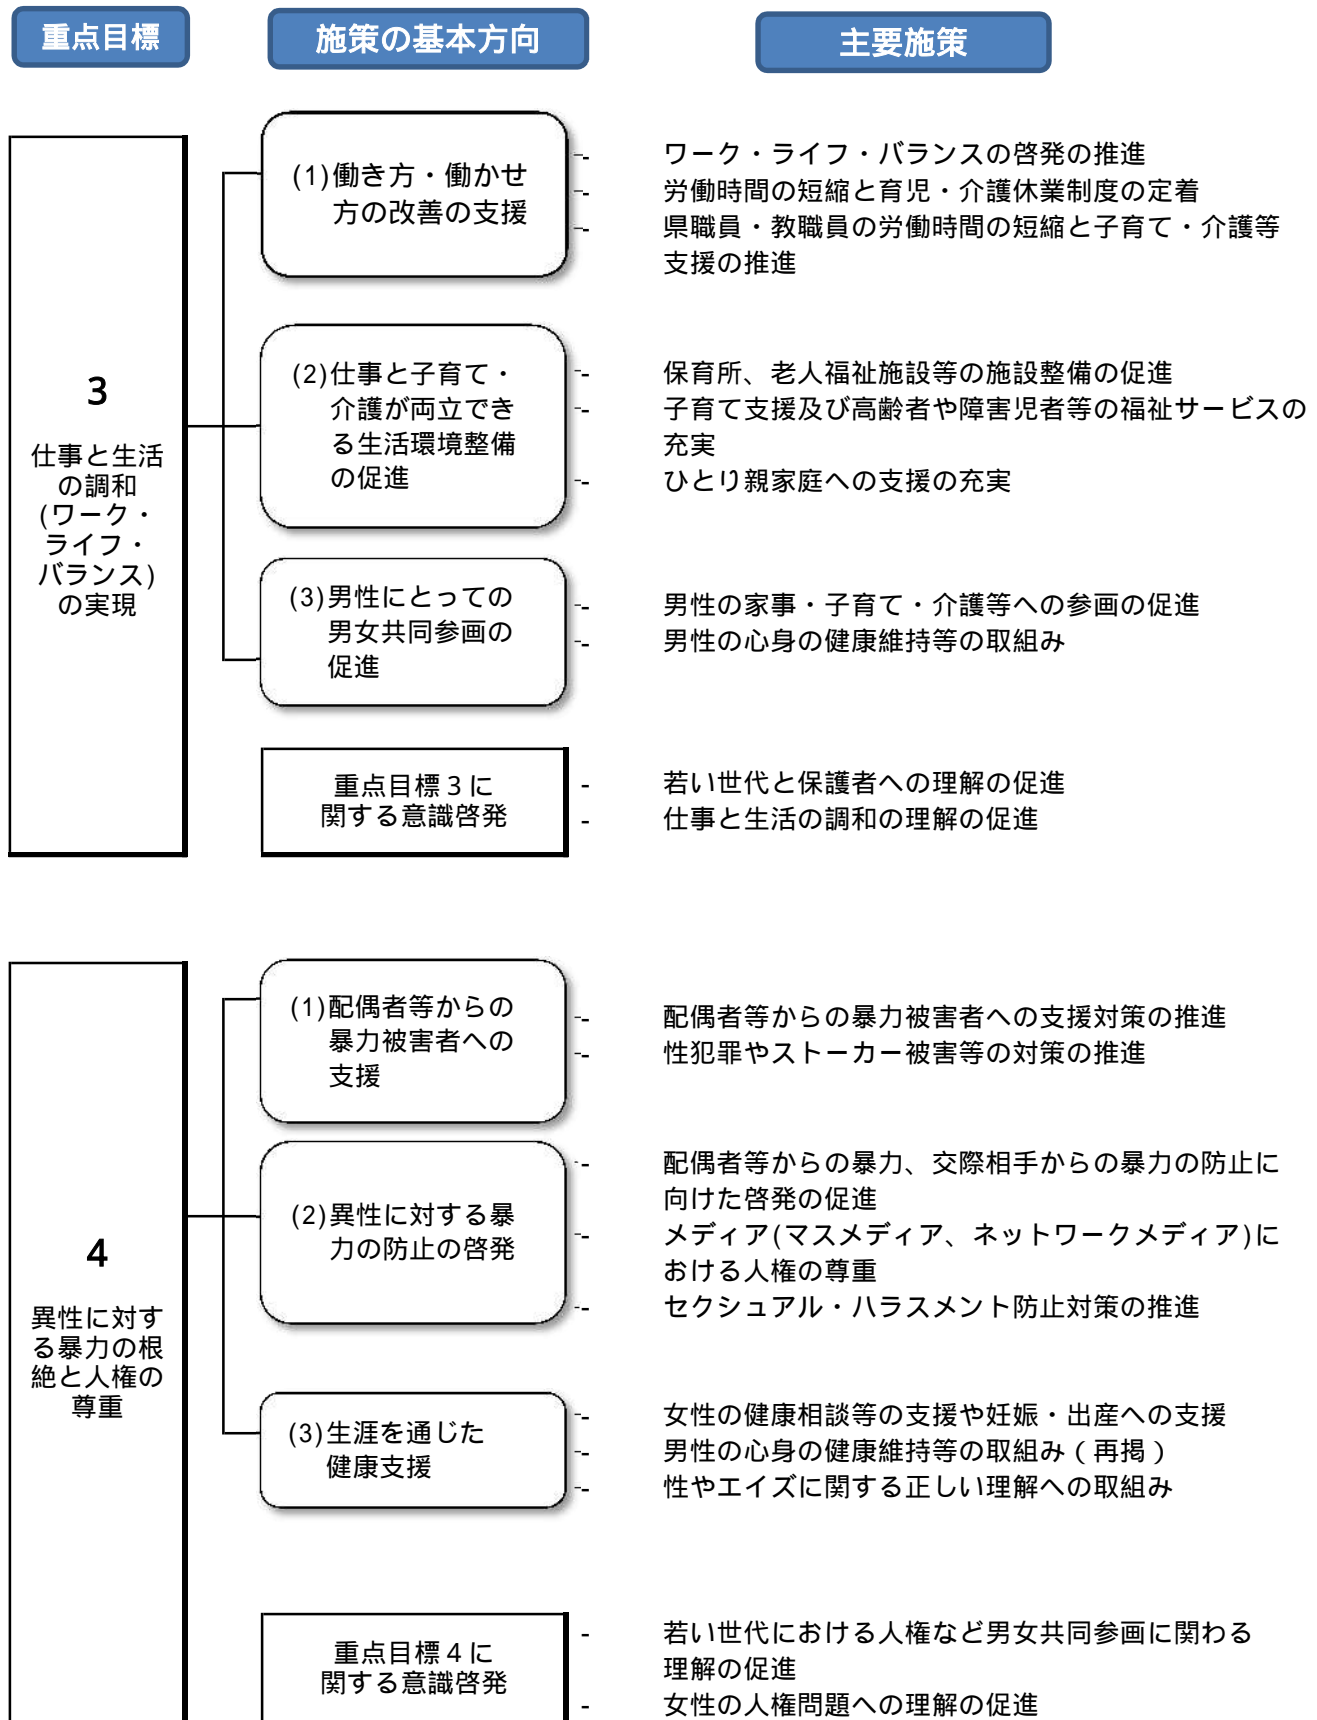 重点目標
施策の基本方向
主要施策
3
仕事と生活
の調和
(ワーク・
ライフ・
バランス)
の実現
(1)働き方・働かせ
方の改善の支援
ワーク・ライフ・バランスの啓発の推進
労働時間の短縮と育児・介護休業制度の定着
県職員・教職員の労働時間の短縮と子育て・介護等
支援の推進
(2)仕事と子育て・
介護が両立でき
る生活環境整備
の促進
保育所、老人福祉施設等の施設整備の促進
子育て支援及び高齢者や障害児者等の福祉サービスの
充実
ひとり親家庭への支援の充実
(3)男性にとっての
男女共同参画の
促進
男性の家事・子育て・介護等への参画の促進
男性の心身の健康維持等の取組み
重点目標3に
関する意識啓発
- 若い世代と保護者への理解の促進
- 仕事と生活の調和の理解の促進
4
異性に対す
る暴力の根
絶と人権の
尊重
(1)配偶者等からの
暴力被害者への
支援
配偶者等からの暴力被害者への支援対策の推進
性犯罪やストーカー被害等の対策の推進
(2)異性に対する暴
力の防止の啓発
配偶者等からの暴力、交際相手からの暴力の防止に
向けた啓発の促進
メディア(マスメディア、ネットワークメディア)に
おける人権の尊重
セクシュアル・ハラスメント防止対策の推進
(3)生涯を通じた
健康支援
女性の健康相談等の支援や妊娠・出産への支援
男性の心身の健康維持等の取組み(再掲)
性やエイズに関する正しい理解への取組み
重点目標4に
関する意識啓発
- 若い世代における人権など男女共同参画に関わる
理解の促進
- 女性の人権問題への理解の促進